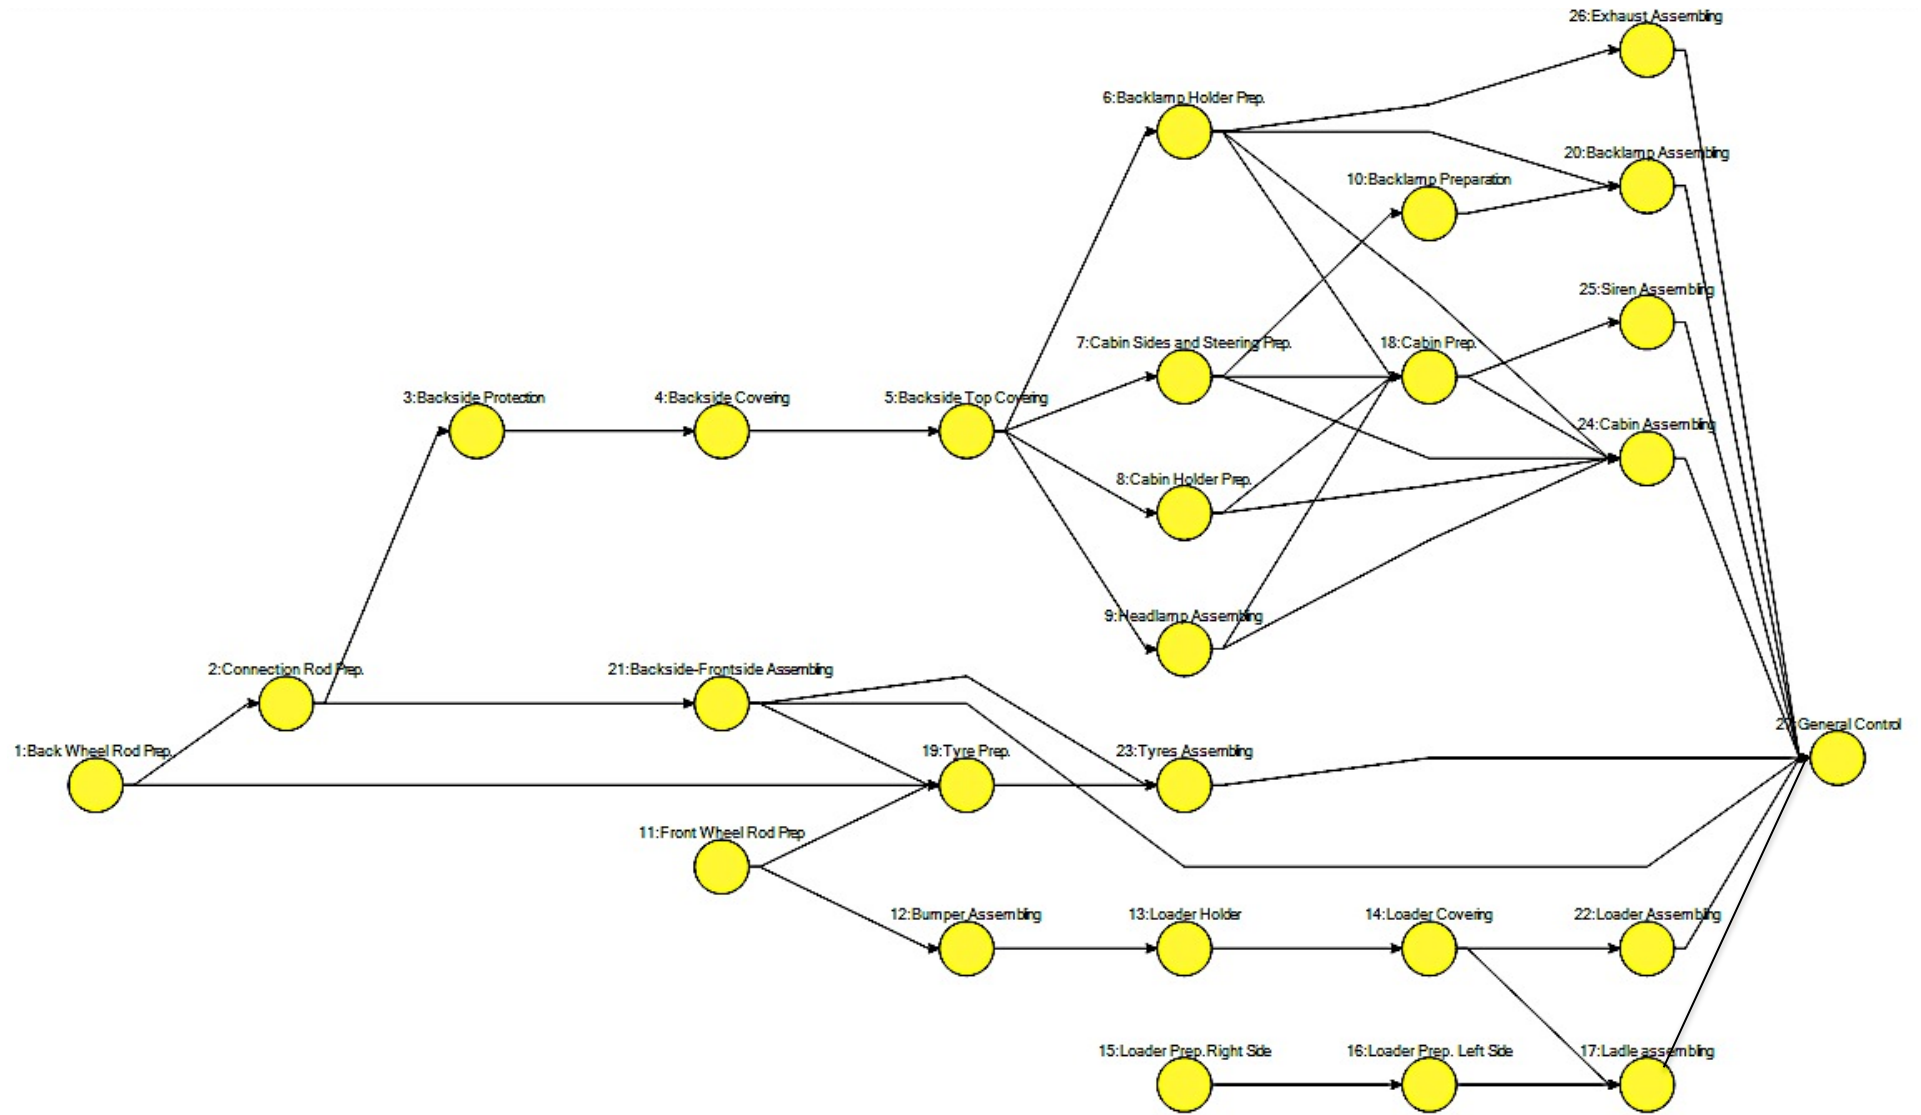 26:Exhaust Assembling
6:Backlamp Holder Prep.
20:Backlamp Assembling
10:Backlamp Preparation
25:Siren Assembling
7:Cabin Sides and Steering Prep.
18:Cabin Prep.
3:Backside Protection
4:Backside Covering
5:Backside Top Covering
24:Cabin Assembling
8:Cabin Holder Prep.
9:Headlamp Assembling
2:Connection Rod Prep.
21:Backside-Frontside Assembling
27:General Control
1:Back Wheel Rod Prep.
19:Tyre Prep.
23:Tyres Assembling
11:Front Wheel Rod Prep
12:Bumper Assembling
13:Loader Holder
14:Loader Covering
22:Loader Assembling
15:Loader Prep.Right Side
16:Loader Prep. Left Side
17:Ladle assembling